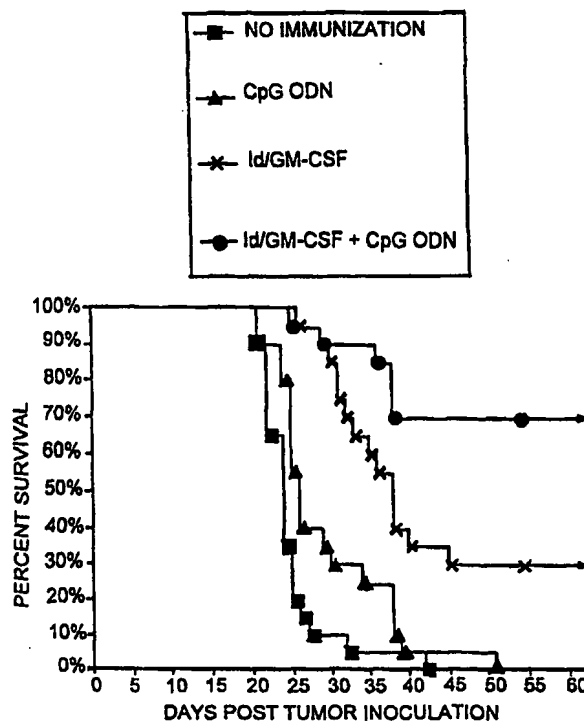 NO IMMUNIZATION
CpG ODN
Id/GM-CSF
Id/GM-CSF + CpG ODN
100%
90%
80%
70%
60%
50%
40%
30%
20%
10%
0%
PERCENT SURVIVAL
0 5 10 15 20 25 30 35 45 50 55 60
DAYS POST TUMOR INOCULATION